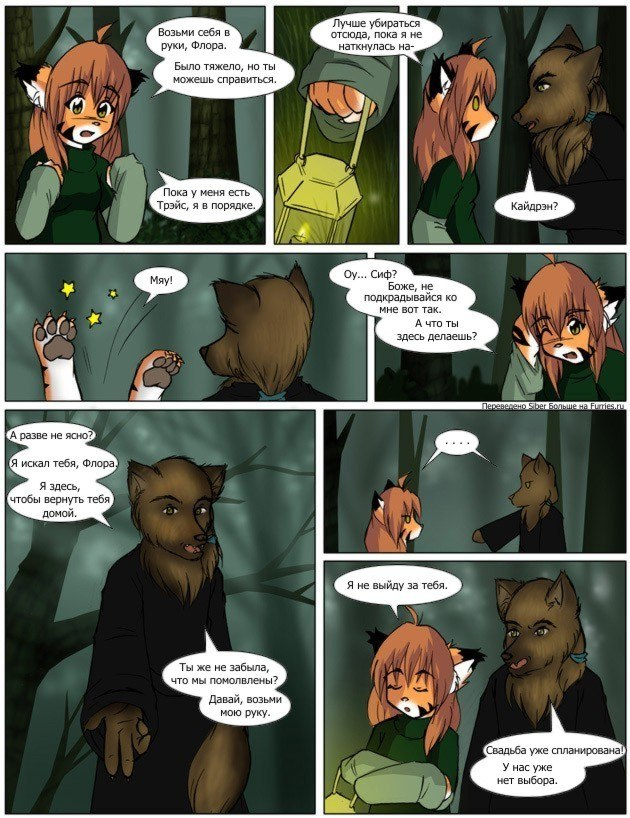 Возьми себя в
руки, Флора.
Было тяжело, но ты
можешь справиться.
Пока у меня есть
Трэйс, я в порядке.
Лучше убираться
отсюда, пока я не
наткнулась на-
Кайдрэн?
Мяу!
Оу... Сиф?
Боже, не
подкрадывайся ко
мне вот так.
А что ты
здесь делаешь?
Переведено Siber Больше на Furries.ru
А разве не ясно?
Я искал тебя, Флора.
Я здесь,
чтобы вернуть тебя
домой.
Ты же не забыла,
что мы помолвлены?
Давай, возьми
мою руку.
. . . .
Я не выйду за тебя.
Свадьба уже спланирована!
У нас уже
нет выбора.